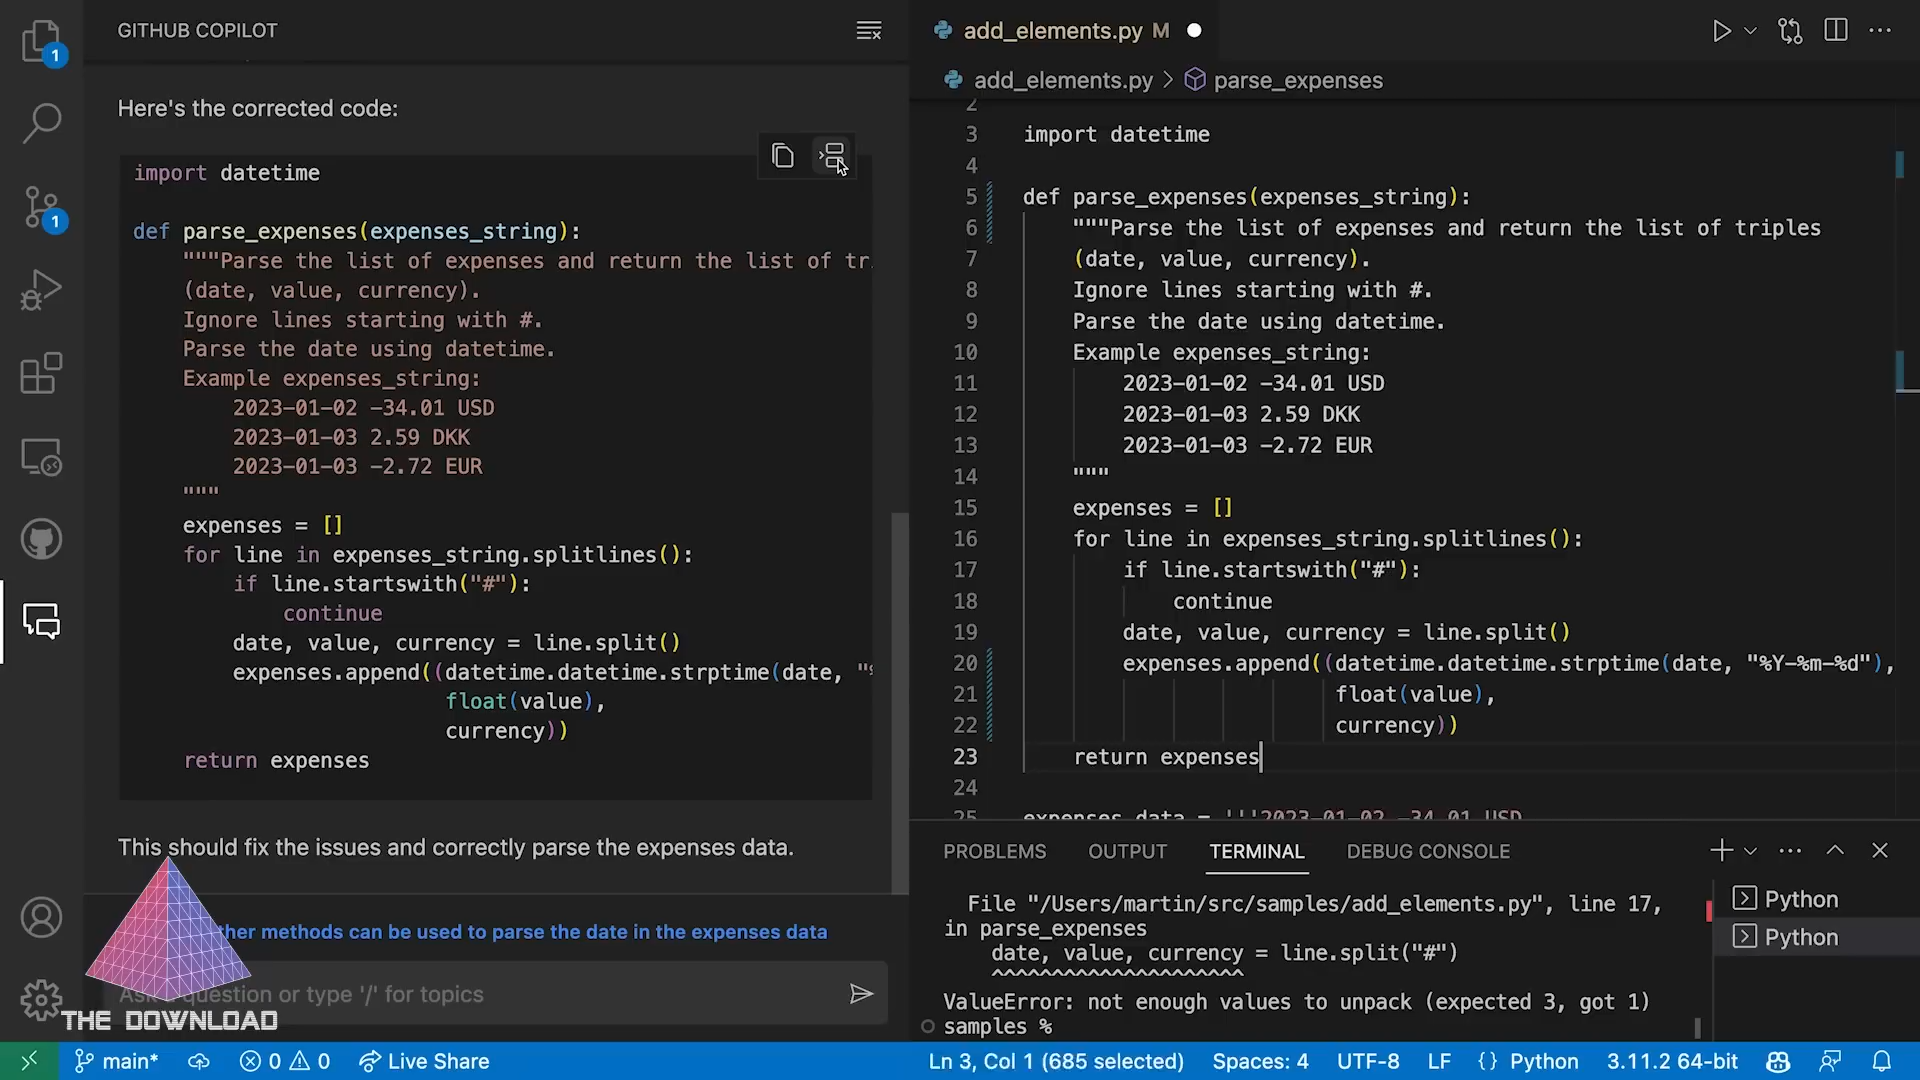 GITHUB COPILOT
Here's the corrected code:
import datetime
def parse_expenses(expenses_string):
"""Parse the list of expenses and return the list of tr
(date, value, currency).
Ignore lines starting with #.
Parse the date using datetime.
Example expenses_string:
2023-01-02 -34.01 USD
2023-01-03 2.59 DKK
2023-01-03 -2.72 EUR
"""
expenses = []
for line in expenses_string.splitlines():
if line.startswith("#"):
continue
date, value, currency = line.split()
expenses.append((datetime.datetime.strptime(date, "
float(value),
currency))
return expenses
This should fix the issues and correctly parse the expenses data.
methods can be used to parse the date in the expenses data
Ask a question or type '/' for topics
THE DOWNLOAD
1
1
add_elements.py M
add_elements.py > parse_expenses
2
3 import datetime
4
5 def parse_expenses(expenses_string):
6 """Parse the list of expenses and return the list of triples
7 (date, value, currency).
8 Ignore lines starting with #.
9 Parse the date using datetime.
10 Example expenses_string:
11 2023-01-02 -34.01 USD
12 2023-01-03 2.59 DKK
13 2023-01-03 -2.72 EUR
14 """
15 expenses = []
16 for line in expenses_string.splitlines():
17 if line.startswith("#"):
18 continue
19 date, value, currency = line.split()
20 expenses.append((datetime.datetime.strptime(date, "%Y-%m-%d"),
21 float(value),
22 currency))
23 return expenses
24
25 expenses_data = '''2023-01-02 -34.01 USD
PROBLEMS OUTPUT TERMINAL DEBUG CONSOLE
File "/Users/martin/src/samples/add_elements.py", line 17,
in parse_expenses
date, value, currency = line.split("#")
^^^^^^^^^^^^^^^^^^^^^
ValueError: not enough values to unpack (expected 3, got 1)
samples %
Python
Python
main* 0 0 Live Share
Ln 3, Col 1 (685 selected) Spaces: 4 UTF-8 LF {} Python 3.11.2 64-bit